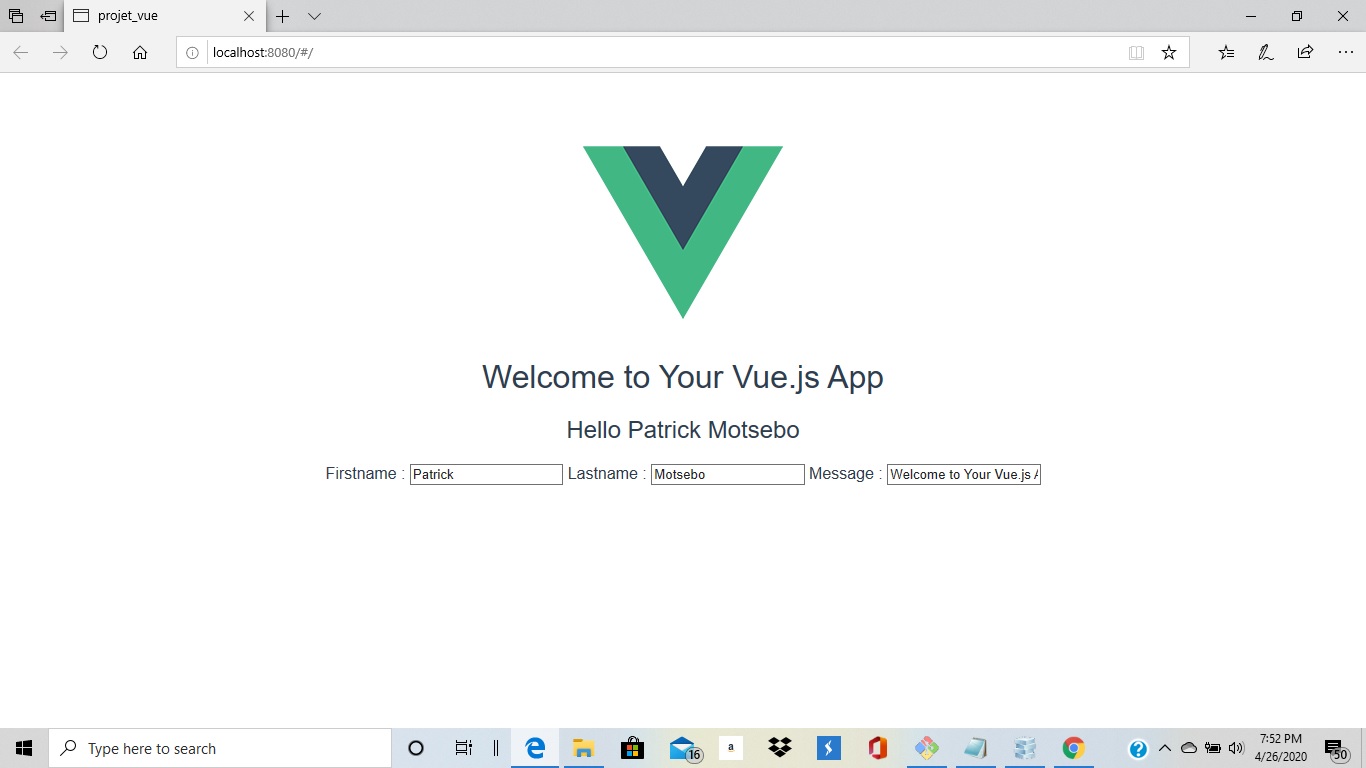 projet_vue
localhost:8080/#/
Welcome to Your Vue.js App
Hello Patrick Motsebo
Firstname : Patrick Lastname : Motsebo Message : Welcome to Your Vue.js A
Type here to search
16
a
7:52 PM
4/26/2020
50